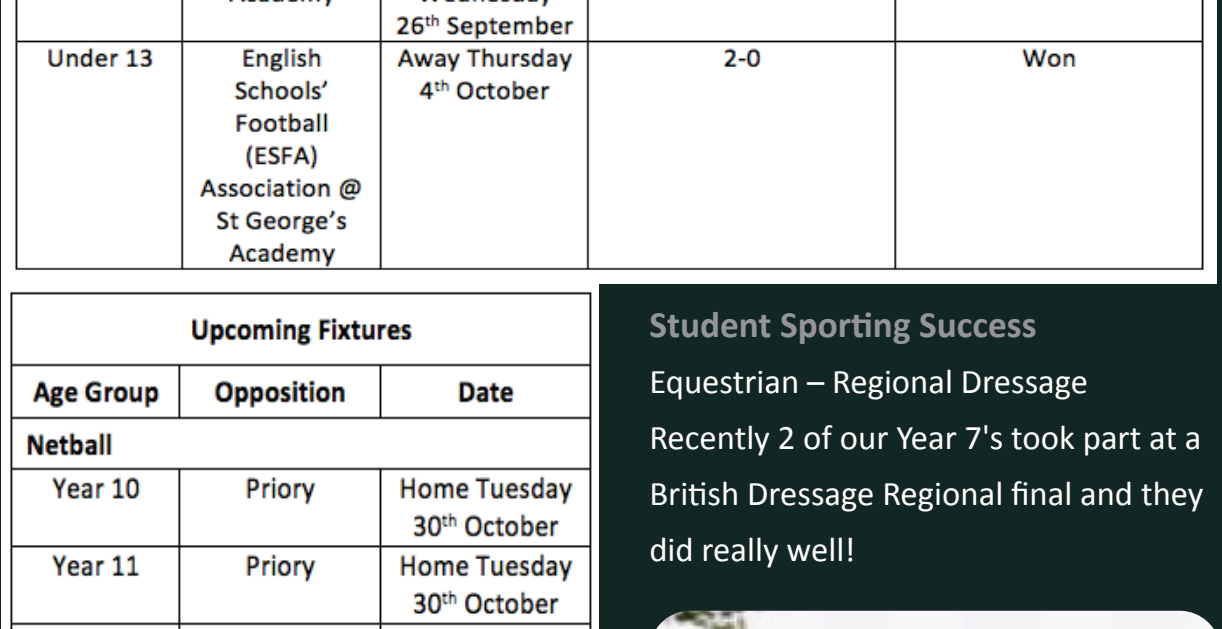 26th September
Under 13 English Away Thursday 2-0 Won
Schools’ 4th October
Football
(ESFA)
Association @
St George’s
Academy
Upcoming Fixtures
Age Group Opposition Date
Netball
Year 10 Priory Home Tuesday
30th October
Year 11 Priory Home Tuesday
30th October
Student Sporting Success
Equestrian – Regional Dressage
Recently 2 of our Year 7's took part at a
British Dressage Regional final and they
did really well!